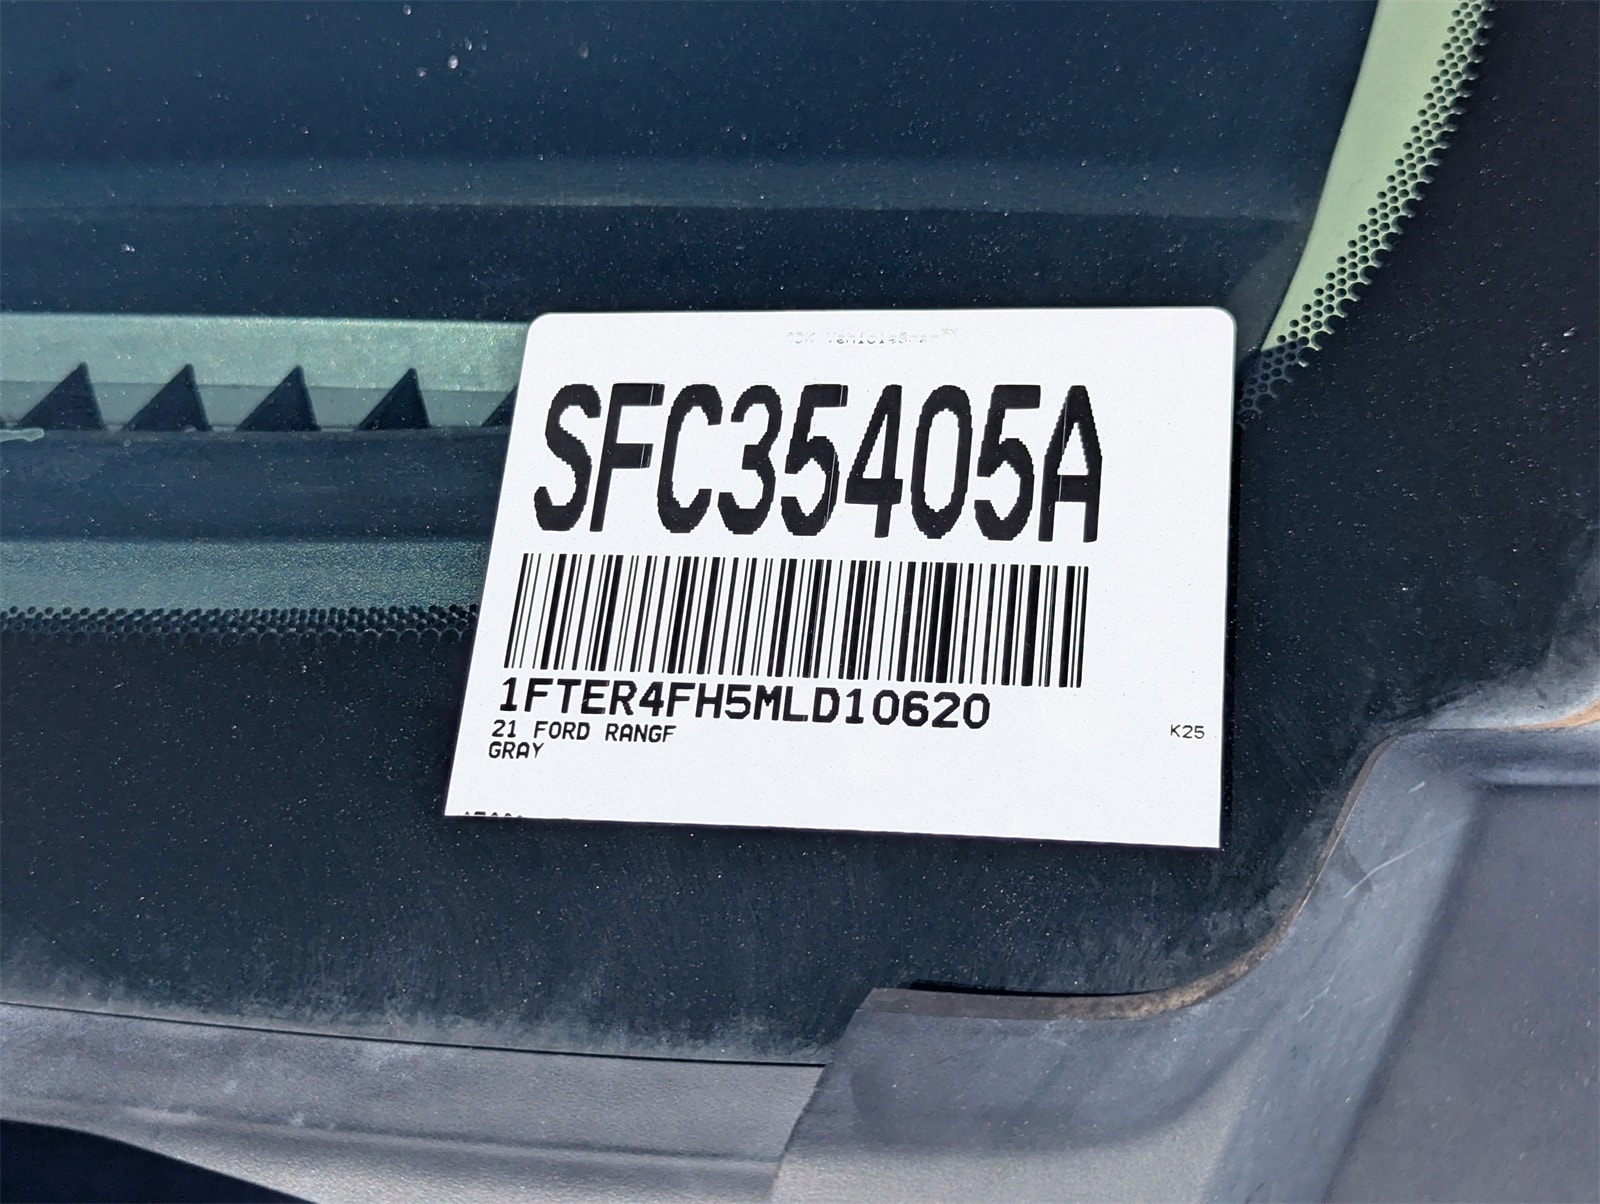 SFC35405A
1FTER4FH5MLD10620
21 FORD RANGF
K25
GRAY